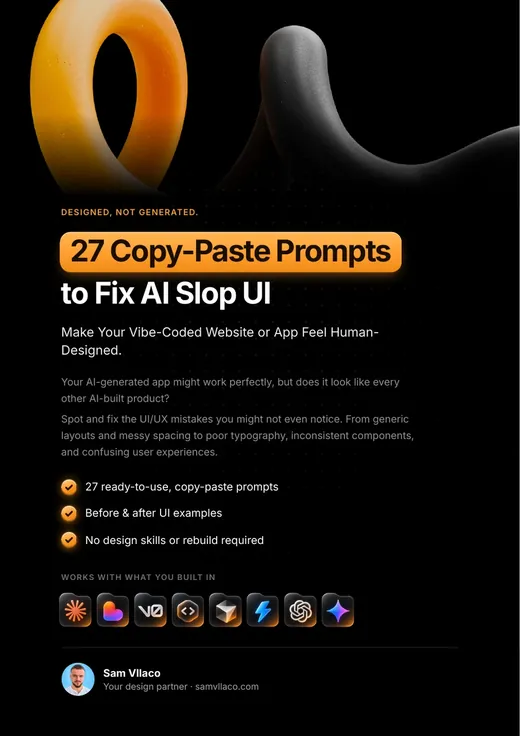 DESIGNED, NOT GENERATED.
27 Copy-Paste Prompts
to Fix AI Slop UI
Make Your Vibe-Coded Website or App Feel Human-
Designed.
Your AI-generated app might work perfectly, but does it look like every
other AI-built product?
Spot and fix the UI/UX mistakes you might not even notice. From generic
layouts and messy spacing to poor typography, inconsistent components,
and confusing user experiences.
27 ready-to-use, copy-paste prompts
Before & after UI examples
No design skills or rebuild required
WORKS WITH WHAT YOU BUILT IN
v0
Sam Vllaco
Your design partner · samvllaco.com